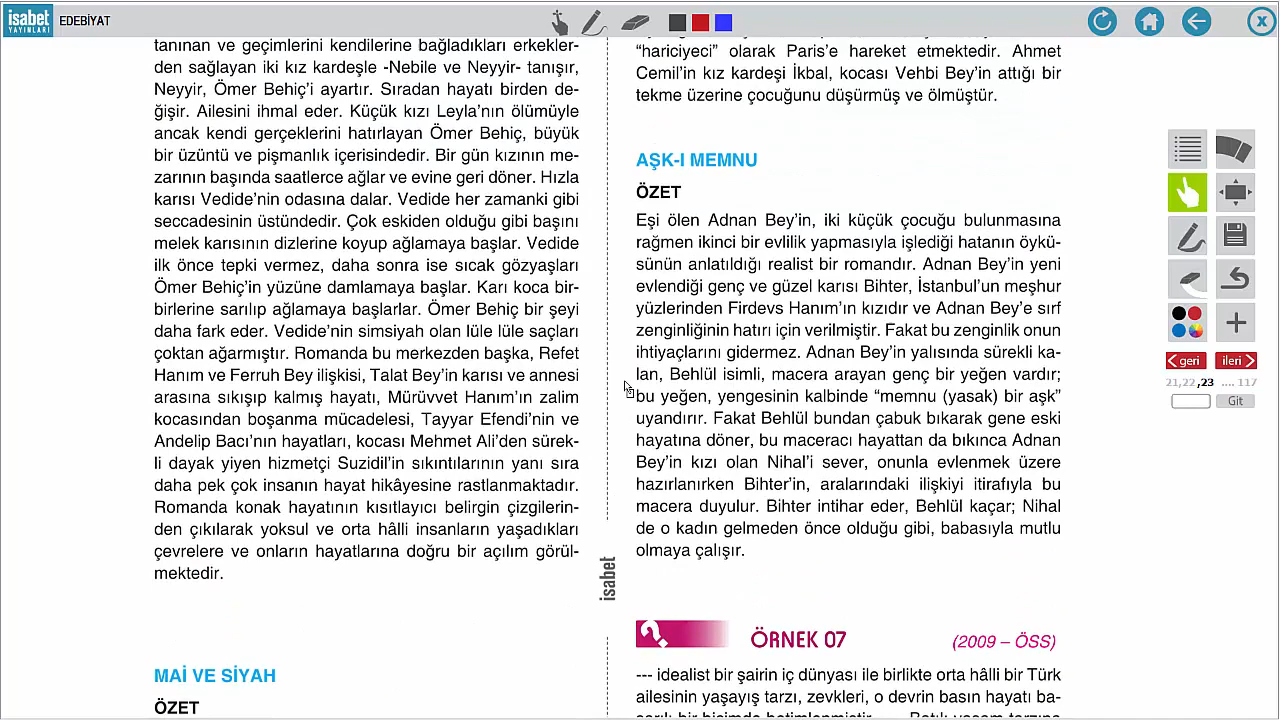 isabet
YAYINLARI
EDEBİYAT
tanınan ve geçimlerini kendilerine bağladıkları erkekler-
den sağlayan iki kız kardeşle -Nebile ve Neyyir- tanışır,
Neyyir, Ömer Behiç’i ayartır. Sıradan hayatı birden de-
ğişir. Ailesini ihmal eder. Küçük kızı Leyla’nın ölümüyle
ancak kendi gerçeklerini hatırlayan Ömer Behiç, büyük
bir üzüntü ve pişmanlık içerisindedir. Bir gün kızının me-
zarının başında saatlerce ağlar ve evine geri döner. Hızla
karısı Vedide’nin odasına dalar. Vedide her zamanki gibi
seccadesinin üstündedir. Çok eskiden olduğu gibi başını
melek karısının dizlerine koyup ağlamaya başlar. Vedide
ilk önce tepki vermez, daha sonra ise sıcak gözyaşları
Ömer Behiç’in yüzüne damlamaya başlar. Karı koca bir-
birlerine sarılıp ağlamaya başlarlar. Ömer Behiç bir şeyi
daha fark eder. Vedide’nin simsiyah olan lüle lüle saçları
çoktan ağarmıştır. Romanda bu merkezden başka, Refet
Hanım ve Ferruh Bey ilişkisi, Talat Bey’in karısı ve annesi
arasına sıkışıp kalmış hayatı, Mürüvvet Hanım’ın zalim
kocasından boşanma mücadelesi, Tayyar Efendi’nin ve
Andelip Bacı’nın hayatları, kocası Mehmet Ali’den sürek-
li dayak yiyen hizmetçi Suzidil’in sıkıntılarının yanı sıra
daha pek çok insanın hayat hikâyesine rastlanmaktadır.
Romanda konak hayatının kısıtlayıcı belirgin çizgilerin-
den çıkılarak yoksul ve orta hâlli insanların yaşadıkları
çevrelere ve onların hayatlarına doğru bir açılım görül-
mektedir.
MAİ VE SİYAH
ÖZET
isabet
“hariciyeci” olarak Paris’e hareket etmektedir. Ahmet
Cemil’in kız kardeşi İkbal, kocası Vehbi Bey’in attığı bir
tekme üzerine çocuğunu düşürmüş ve ölmüştür.
AŞK-I MEMNU
ÖZET
Eşi ölen Adnan Bey’in, iki küçük çocuğu bulunmasına
rağmen ikinci bir evlilik yapmasıyla işlediği hatanın öykü-
sünün anlatıldığı realist bir romandır. Adnan Bey’in yeni
evlendiği genç ve güzel karısı Bihter, İstanbul’un meşhur
yüzlerinden Firdevs Hanım’ın kızıdır ve Adnan Bey’e sırf
zenginliğinin hatırı için verilmiştir. Fakat bu zenginlik onun
ihtiyaçlarını gidermez. Adnan Bey’in yalısında sürekli ka-
lan, Behlül isimli, macera arayan genç bir yeğen vardır;
bu yeğen, yengesinin kalbinde “memnu (yasak) bir aşk”
uyandırır. Fakat Behlül bundan çabuk bıkarak gene eski
hayatına döner, bu maceracı hayattan da bıkınca Adnan
Bey’in kızı olan Nihal’i sever, onunla evlenmek üzere
hazırlanırken Bihter’in, aralarındaki ilişkiyi itirafıyla bu
macera duyulur. Bihter intihar eder, Behlül kaçar; Nihal
de o kadın gelmeden önce olduğu gibi, babasıyla mutlu
olmaya çalışır.
ÖRNEK 07 (2009 – ÖSS)
--- idealist bir şairin iç dünyası ile birlikte orta hâlli bir Türk
ailesinin yaşayış tarzı, zevkleri, o devrin basın hayatı ba-
geri ileri
21,22,23 .... 117
Git